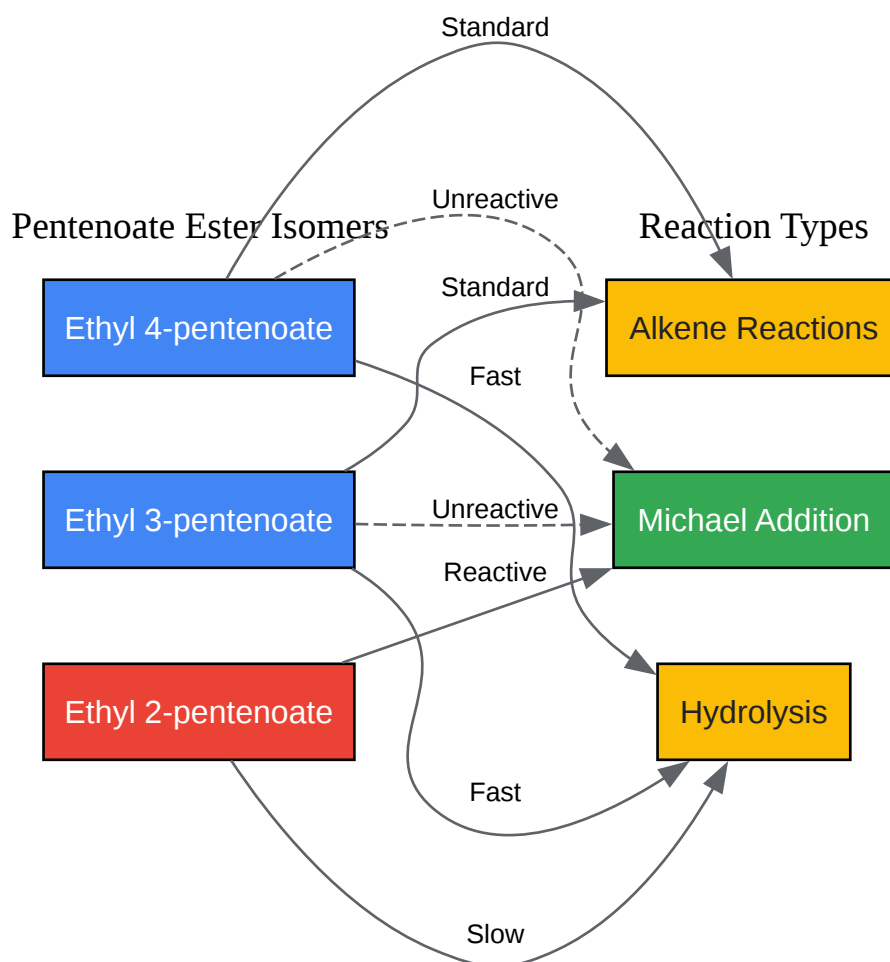 Standard
Unreactive
Pentenoate Ester Isomers
Reaction Types
Ethyl 4-pentenoate
Standard
Alkene Reactions
Fast
Ethyl 3-pentenoate
Unreactive
Michael Addition
Reactive
Ethyl 2-pentenoate
Hydrolysis
Fast
Slow